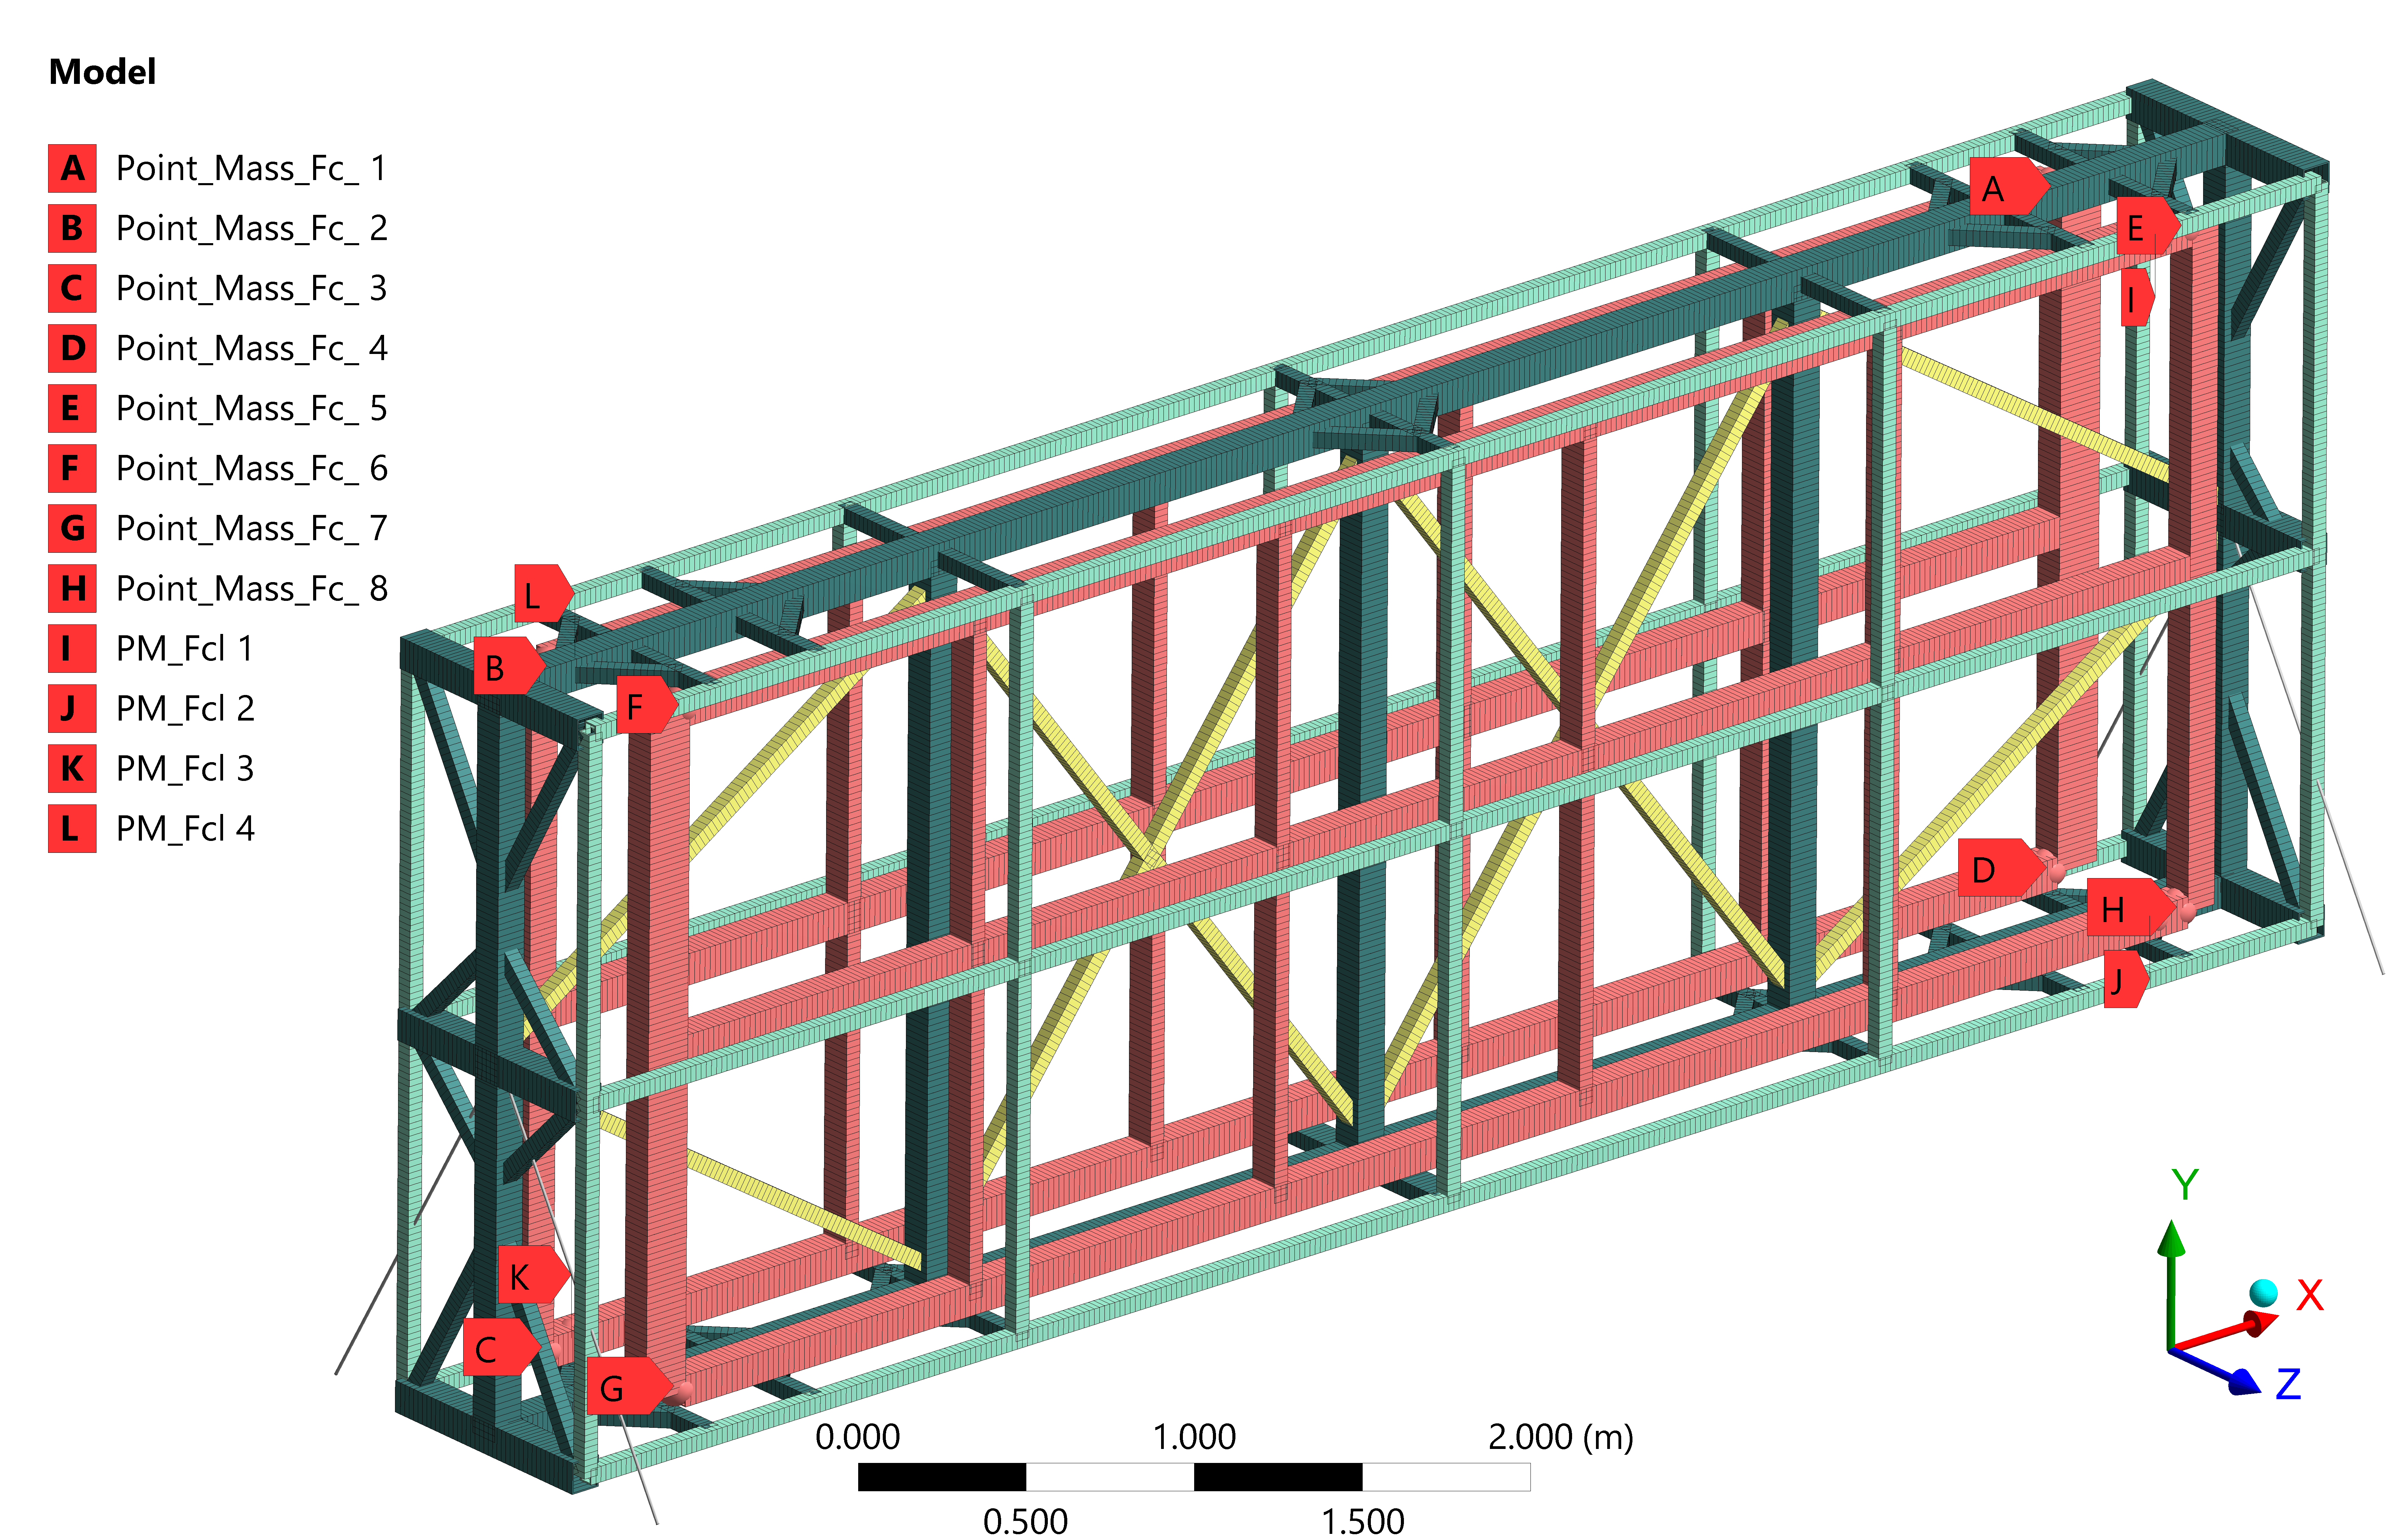 Model
A Point_Mass_Fc_ 1
B Point_Mass_Fc_ 2
C Point_Mass_Fc_ 3
D Point_Mass_Fc_ 4
E Point_Mass_Fc_ 5
F Point_Mass_Fc_ 6
G Point_Mass_Fc_ 7
H Point_Mass_Fc_ 8
I PM_Fcl 1
J PM_Fcl 2
K PM_Fcl 3
L PM_Fcl 4
A
E
I
L
B
F
D
H
J
K
C
G
Y
X
Z
0.000 1.000 2.000 (m)
0.500 1.500